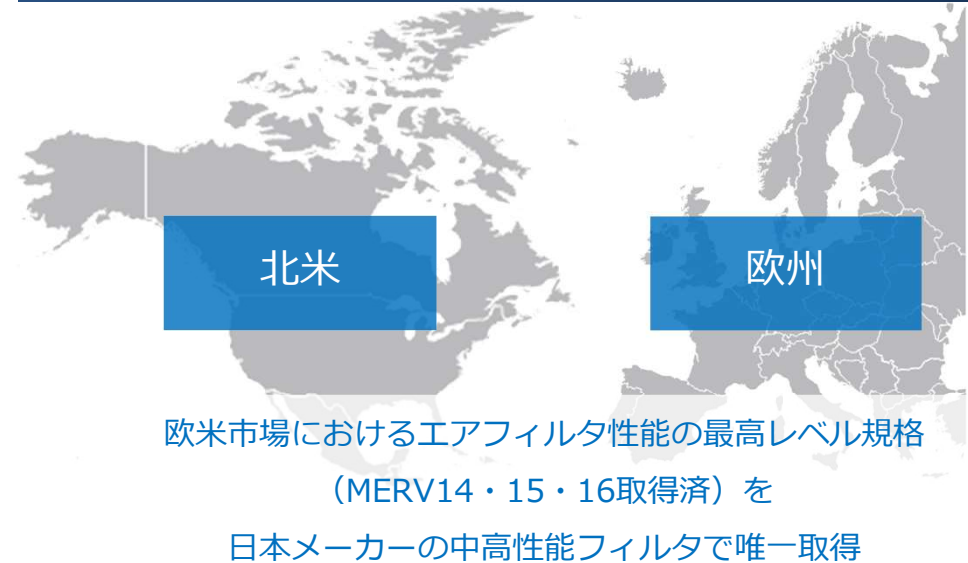 北米
欧州
欧米市場におけるエアフィルタ性能の最高レベル規格
（MERV14・15・16取得済）を
日本メーカーの中高性能フィルタで唯一取得